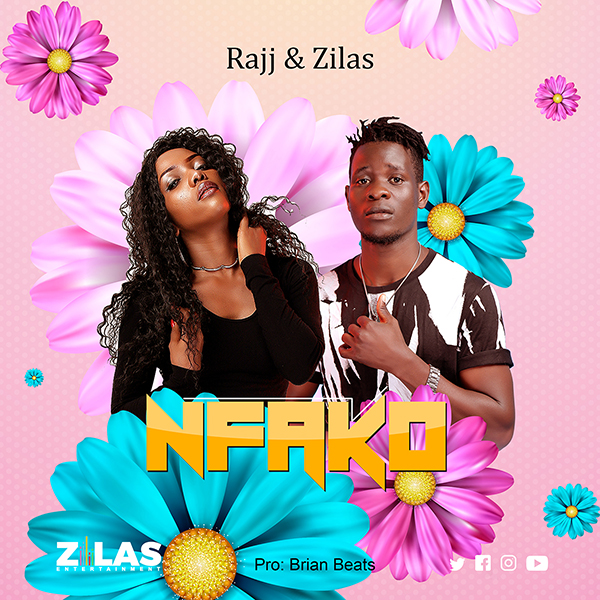 Rajj & Zilas
NFAKO
ZILAS
ENTERTAINMENT
Pro: Brian Beats